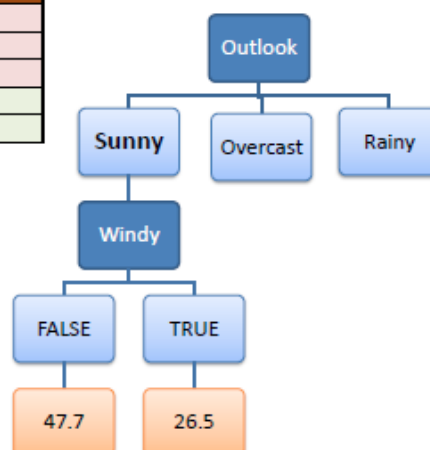 Outlook
Sunny Overcast Rainy
Windy
FALSE TRUE
47.7 26.5